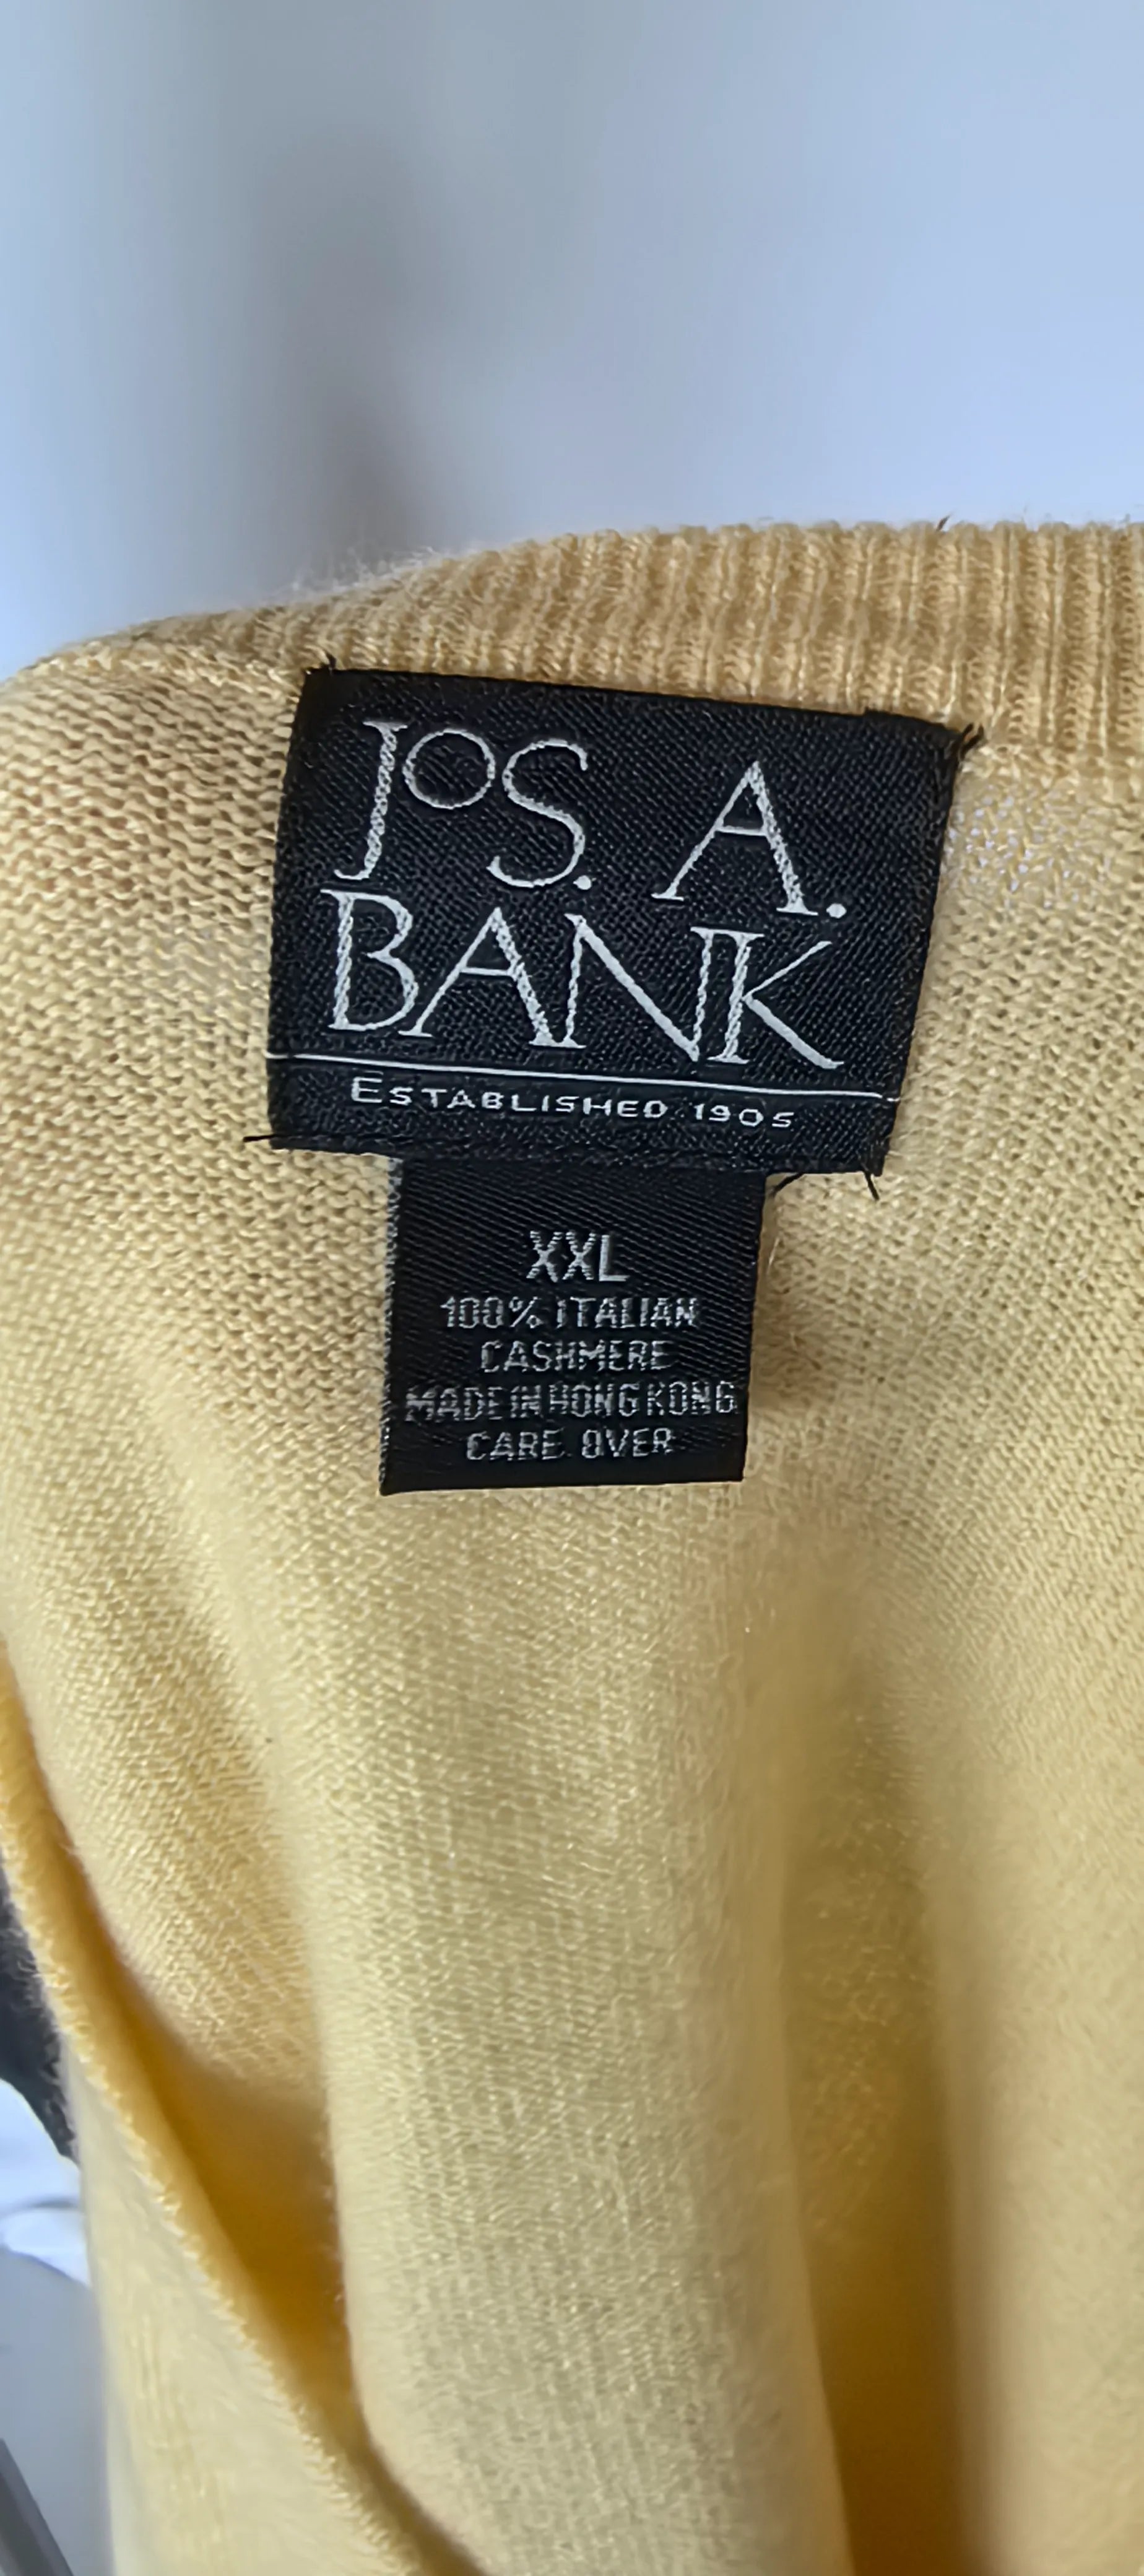 JOS. A.
BANK
ESTABLISHED 1905
XXL
100% ITALIAN
CASHMERE
MADE IN HONG KONG
CARE OVER